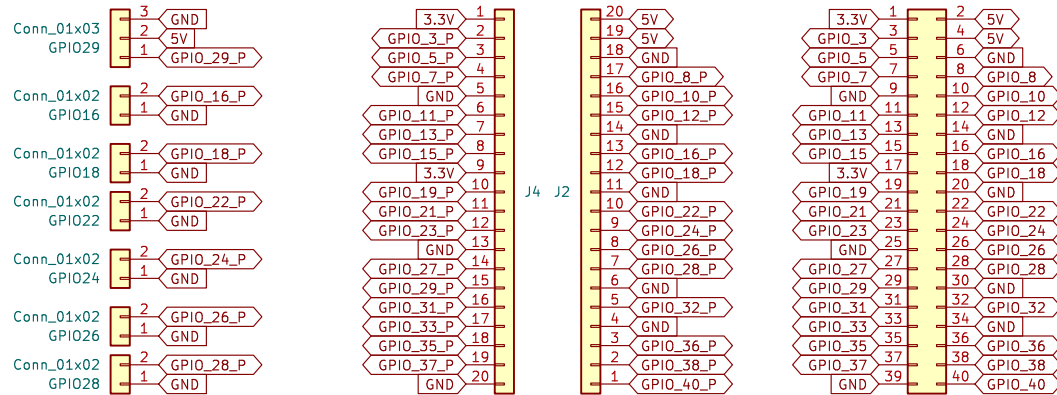 Conn_01x03
GPIO29
3 GND
2 5V
1 GPIO_29_P
Conn_01x02
GPIO16
2 GPIO_16_P
1 GND
Conn_01x02
GPIO18
2 GPIO_18_P
1 GND
Conn_01x02
GPIO22
2 GPIO_22_P
1 GND
Conn_01x02
GPIO24
2 GPIO_24_P
1 GND
Conn_01x02
GPIO26
2 GPIO_26_P
1 GND
Conn_01x02
GPIO28
2 GPIO_28_P
1 GND
3.3V 1
GPIO_3_P 2
GPIO_5_P 3
GPIO_7_P 4
GND 5
GPIO_11_P 6
GPIO_13_P 7
GPIO_15_P 8
3.3V 9
GPIO_19_P 10
GPIO_21_P 11
GPIO_23_P 12
GND 13
GPIO_27_P 14
GPIO_29_P 15
GPIO_31_P 16
GPIO_33_P 17
GPIO_35_P 18
GPIO_37_P 19
GND 20
J4
J2
20 5V
19 5V
18 GND
17 GPIO_8_P
16 GPIO_10_P
15 GPIO_12_P
14 GND
13 GPIO_16_P
12 GPIO_18_P
11 GND
10 GPIO_22_P
9 GPIO_24_P
8 GPIO_26_P
7 GPIO_28_P
6 GND
5 GPIO_32_P
4 GND
3 GPIO_36_P
2 GPIO_38_P
1 GPIO_40_P
3.3V 1 2 5V
GPIO_3 3 4 5V
GPIO_5 5 6 GND
GPIO_7 7 8 GPIO_8
GND 9 10 GPIO_10
GPIO_11 11 12 GPIO_12
GPIO_13 13 14 GND
GPIO_15 15 16 GPIO_16
3.3V 17 18 GPIO_18
GPIO_19 19 20 GND
GPIO_21 21 22 GPIO_22
GPIO_23 23 24 GPIO_24
GND 25 26 GPIO_26
GPIO_27 27 28 GPIO_28
GPIO_29 29 30 GND
GPIO_31 31 32 GPIO_32
GPIO_33 33 34 GND
GPIO_35 35 36 GPIO_36
GPIO_37 37 38 GPIO_38
GND 39 40 GPIO_40